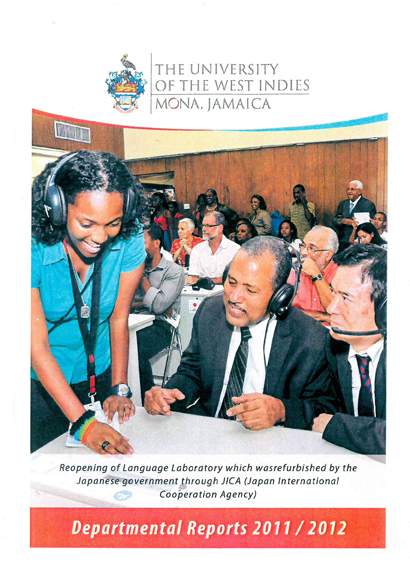 THE UNIVERSITY
OF THE WEST INDIES
MONA, JAMAICA
Reopening of Language Laboratory which wasrefurbished by the
Japanese government through JICA (Japan International
Cooperation Agency)
Departmental Reports 2011 / 2012